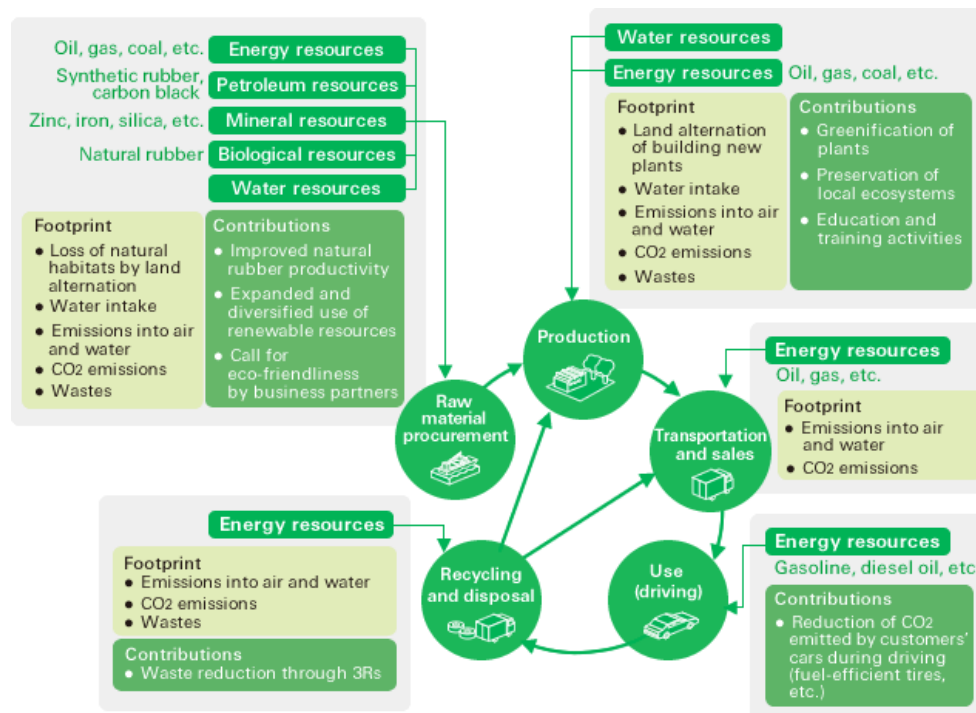 Oil, gas, coal, etc.
Energy resources
Synthetic rubber,
carbon black
Petroleum resources
Zinc, iron, silica, etc.
Mineral resources
Natural rubber
Biological resources
Water resources
Footprint
● Loss of natural
habitats by land
alternation
● Water intake
● Emissions into air
and water
● CO2 emissions
● Wastes
Contributions
● Improved natural
rubber productivity
● Expanded and
diversified use of
renewable resources
● Call for
eco-friendliness
by business partners
Water resources
Energy resources
Oil, gas, coal, etc.
Footprint
● Land alternation
of building new
plants
● Water intake
● Emissions into air
and water
● CO2 emissions
● Wastes
Contributions
● Greenification of
plants
● Preservation of
local ecosystems
● Education and
training activities
Production
Raw
material
procurement
Transportation
and sales
Energy resources
Oil, gas, etc.
Footprint
● Emissions into air
and water
● CO2 emissions
Energy resources
Footprint
● Emissions into air and water
● CO2 emissions
● Wastes
Contributions
● Waste reduction through 3Rs
Recycling
and disposal
Use
(driving)
Energy resources
Gasoline, diesel oil, etc
Contributions
● Reduction of CO2
emitted by customers'
cars during driving
(fuel-efficient tires,
etc.)